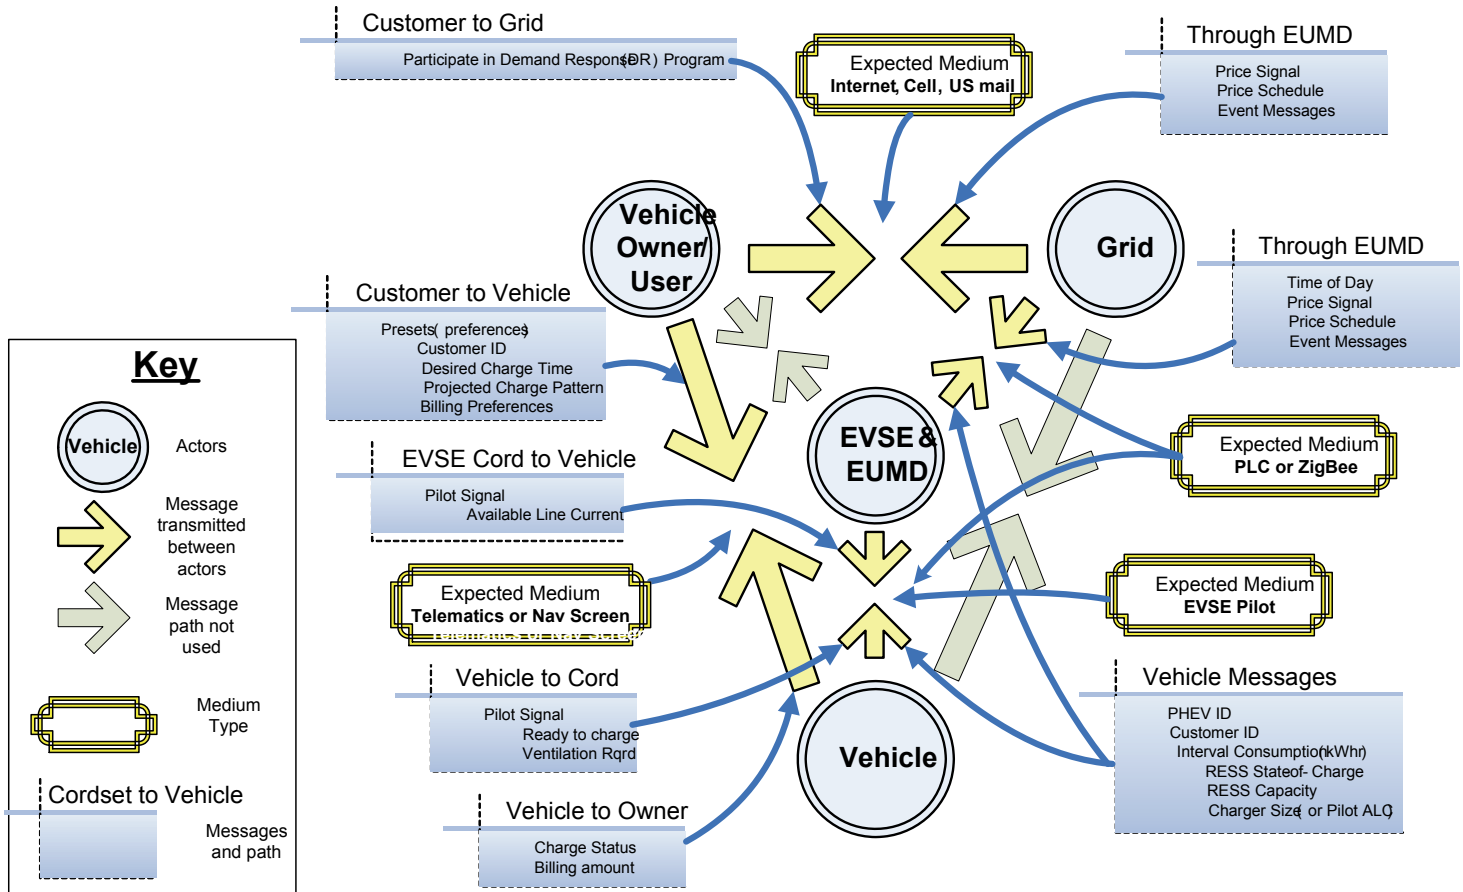 Customer to Grid
Participate in Demand Response (DR) Program
Expected Medium
Internet, Cell, US mail
Through EUMD
Price Signal
Price Schedule
Event Messages
Vehicle
Owner/
User
Grid
Through EUMD
Time of Day
Price Signal
Price Schedule
Event Messages
Customer to Vehicle
Presets( preferences)
Customer ID
Desired Charge Time
Projected Charge Pattern
Billing Preferences
Key
Vehicle
Actors
Message
transmitted
between
actors
Message
path not
used
Medium
Type
Cordset to Vehicle
Messages
and path
EVSE &
EUMD
EVSE Cord to Vehicle
Pilot Signal
Available Line Current
Expected Medium
PLC or ZigBee
Expected Medium
Telematics or Nav Screen
Telematics or Nav Screen
Expected Medium
EVSE Pilot
Vehicle to Cord
Pilot Signal
Ready to charge
Ventilation Rqrd
Vehicle
Vehicle Messages
PHEV ID
Customer ID
Interval Consumption (kWhr)
RESS Stateof- Charge
RESS Capacity
Charger Size( or Pilot ALC)
Vehicle to Owner
Charge Status
Billing amount